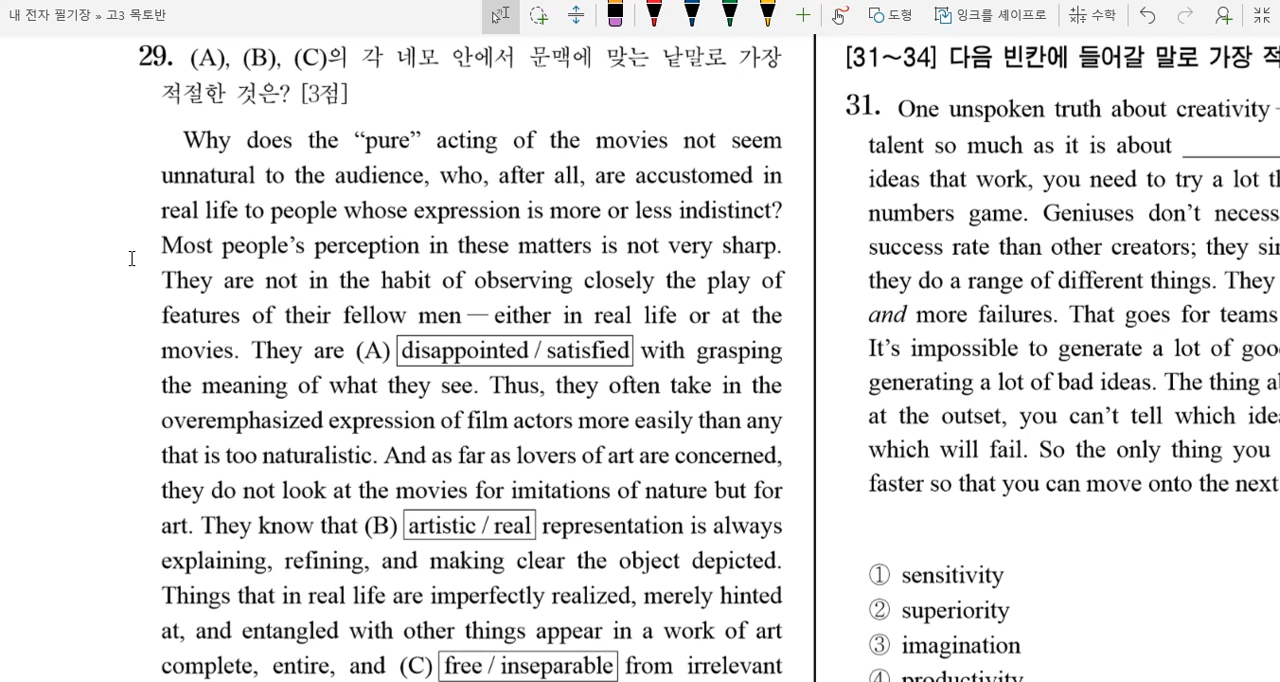 내 전자 필기장 » 고3 목토반
도형
잉크를 셰이프로
수학
29. (A), (B), (C)의 각 네모 안에서 문맥에 맞는 낱말로 가장
적절한 것은? [3점]
Why does the “pure” acting of the movies not seem
unnatural to the audience, who, after all, are accustomed in
real life to people whose expression is more or less indistinct?
Most people’s perception in these matters is not very sharp.
They are not in the habit of observing closely the play of
features of their fellow men — either in real life or at the
movies. They are (A) disappointed / satisfied with grasping
the meaning of what they see. Thus, they often take in the
overemphasized expression of film actors more easily than any
that is too naturalistic. And as far as lovers of art are concerned,
they do not look at the movies for imitations of nature but for
art. They know that (B) artistic / real representation is always
explaining, refining, and making clear the object depicted.
Things that in real life are imperfectly realized, merely hinted
at, and entangled with other things appear in a work of art
complete, entire, and (C) free / inseparable from irrelevant
[31～34] 다음 빈칸에 들어갈 말로 가장
31. One unspoken truth about creativity
talent so much as it is about
ideas that work, you need to try a lot
numbers game. Geniuses don’t
success rate than other creators; they
they do a range of different things. They
and more failures. That goes for teams
It’s impossible to generate a lot of
generating a lot of bad ideas. The thing
at the outset, you can’t tell which
which will fail. So the only thing you
faster so that you can move onto the next
① sensitivity
② superiority
③ imagination
④ productivity